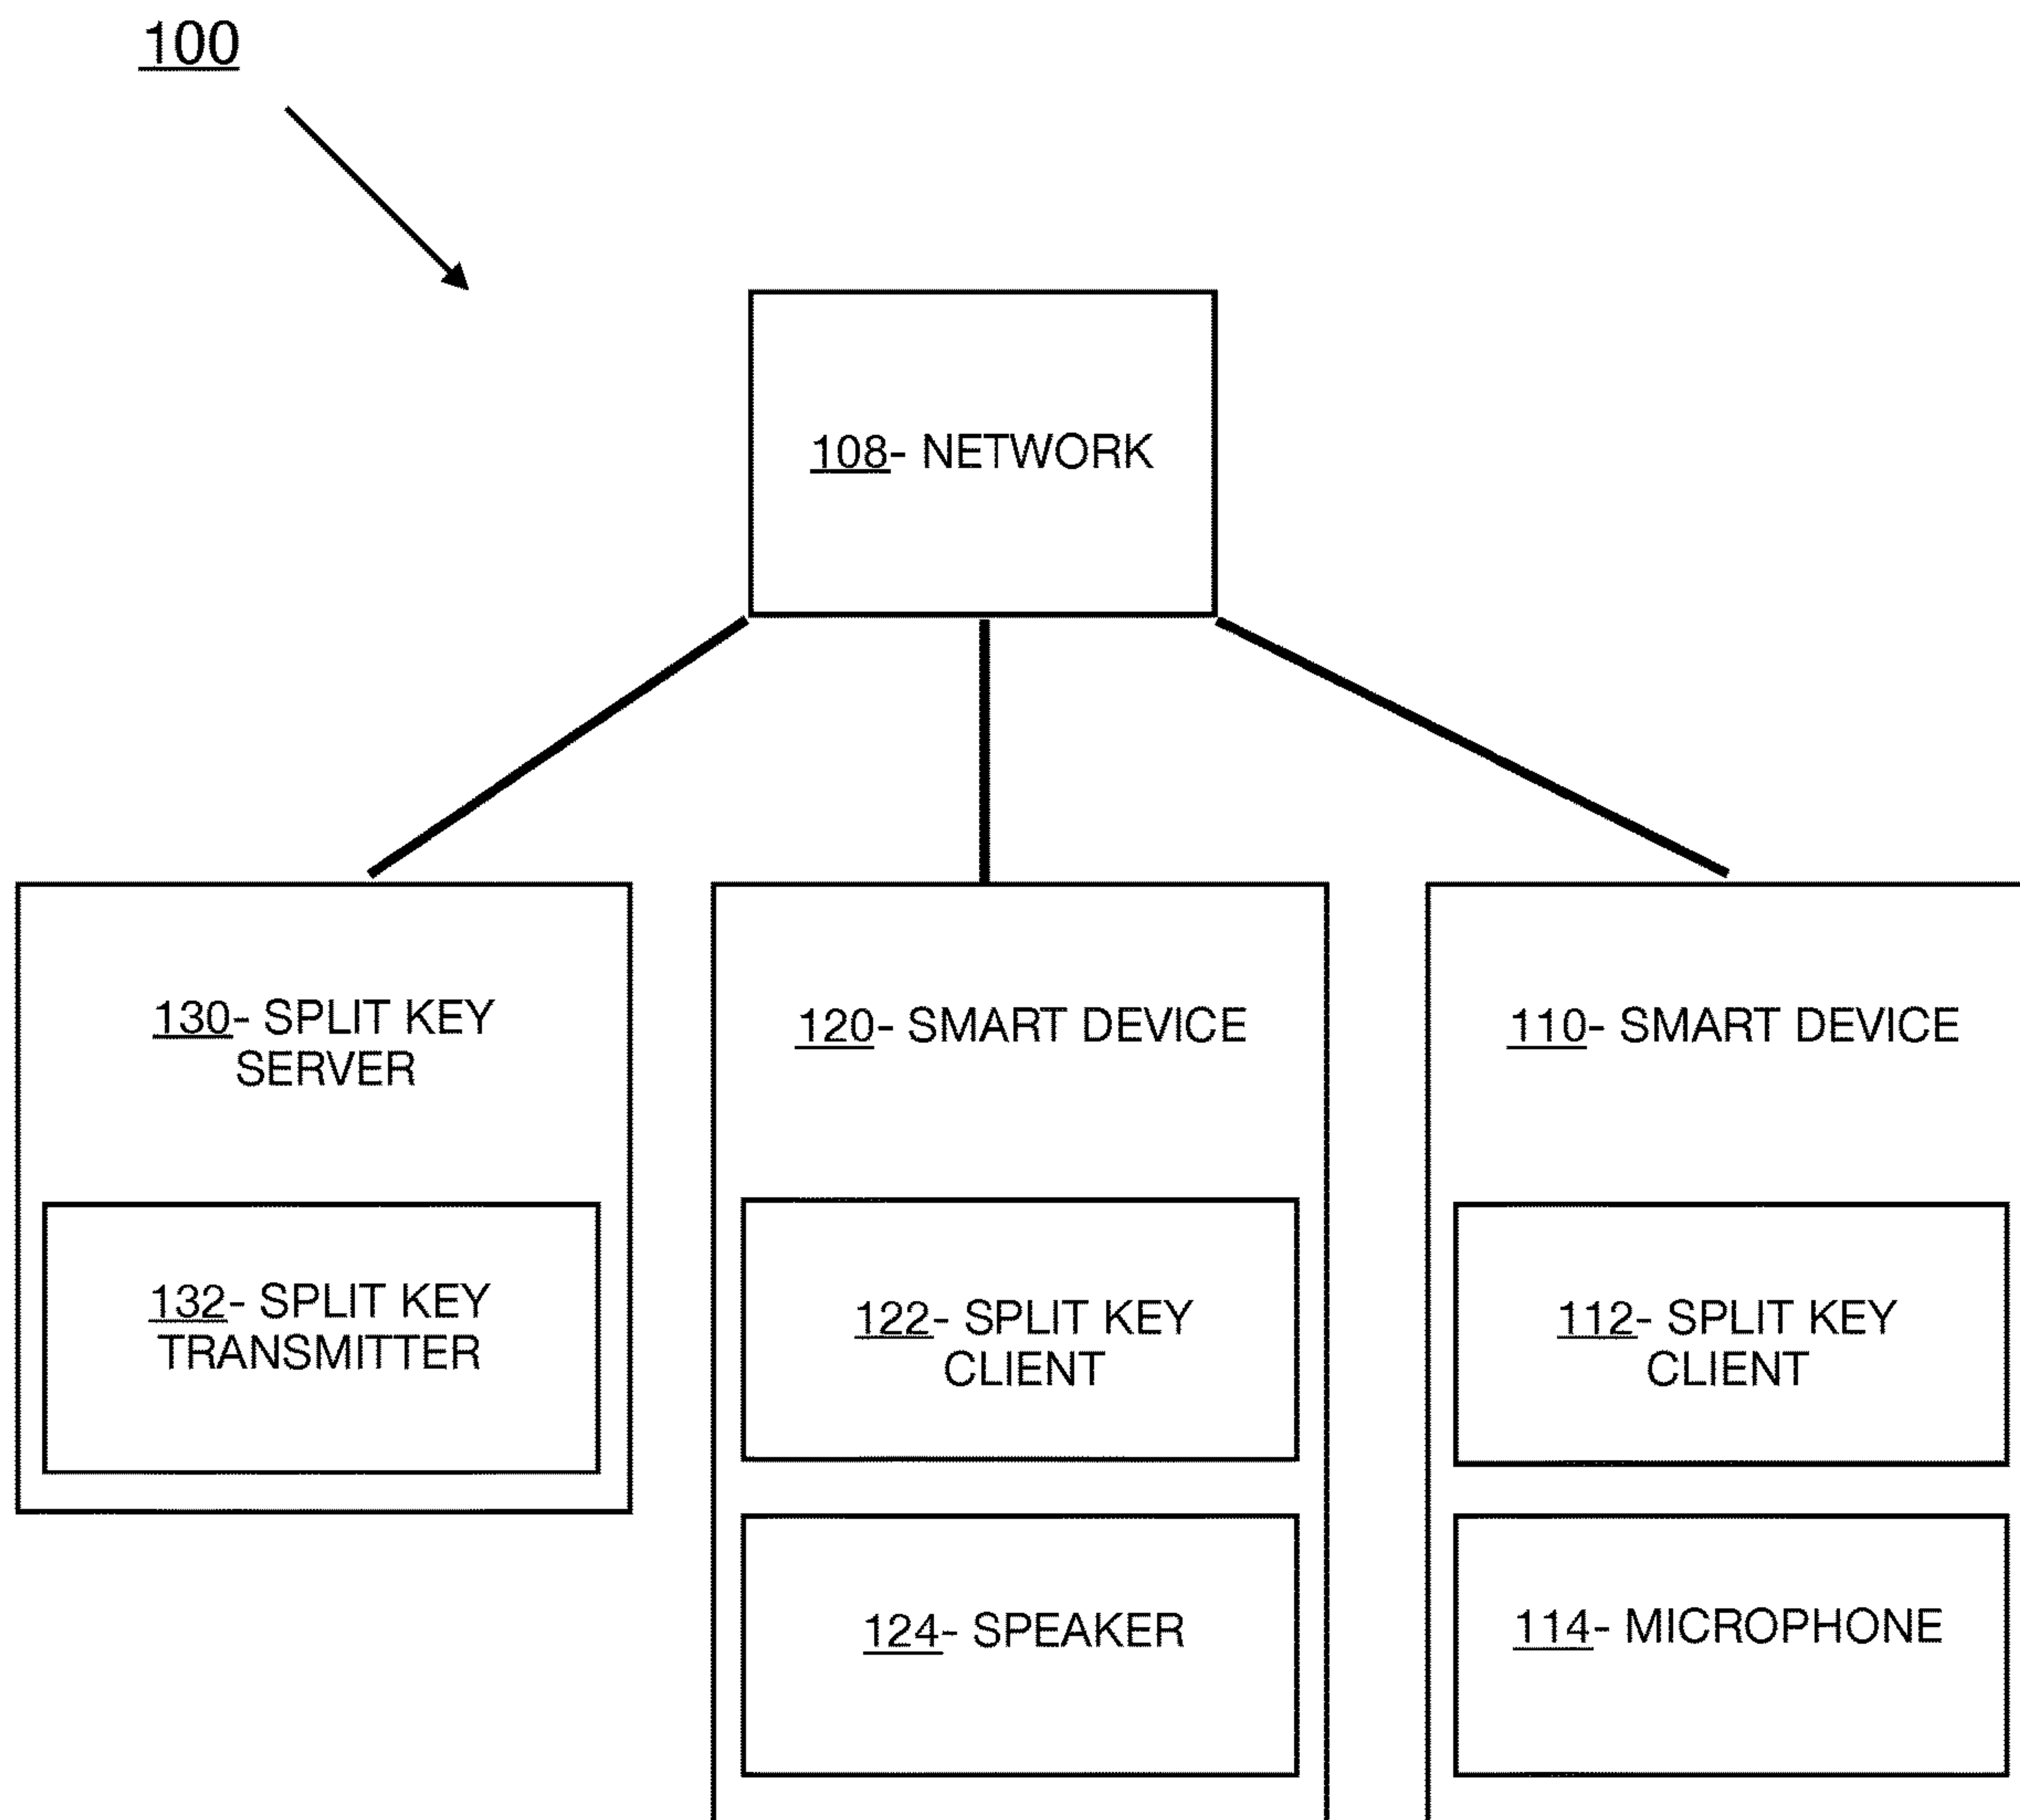 100
108- NETWORK
130- SPLIT KEY
SERVER
120- SMART DEVICE
110- SMART DEVICE
132- SPLIT KEY
TRANSMITTER
122- SPLIT KEY
CLIENT
112- SPLIT KEY
CLIENT
124- SPEAKER
114- MICROPHONE